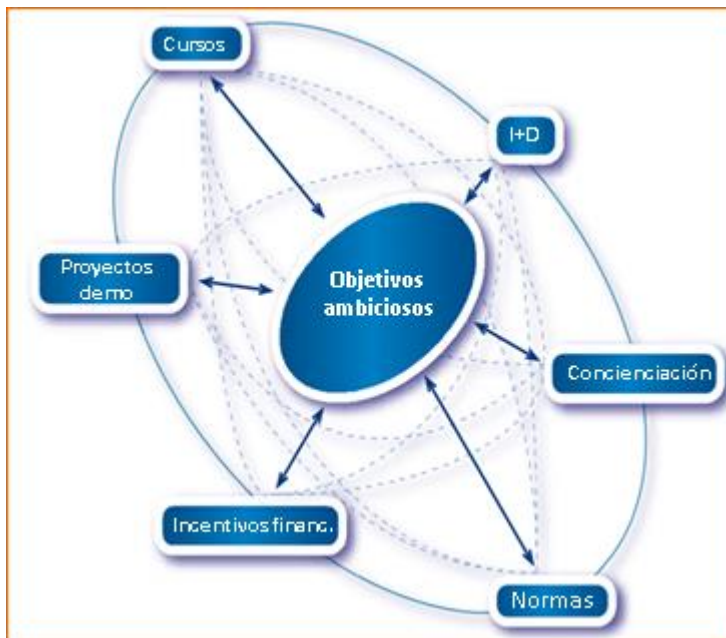 Cursos
I+D
Proyectos
demo
Objetivos
ambiciosos
Concienciación
Incentivos financ.
Normas